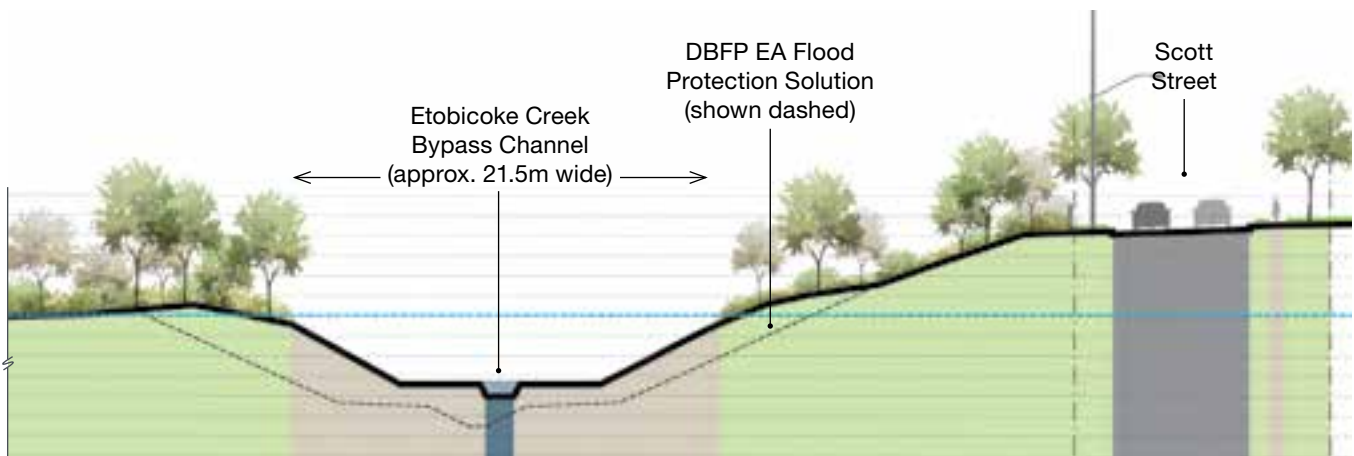 Etobicoke Creek
Bypass Channel
(approx. 21.5m wide)
DBFP EA Flood
Protection Solution
(shown dashed)
Scott
Street